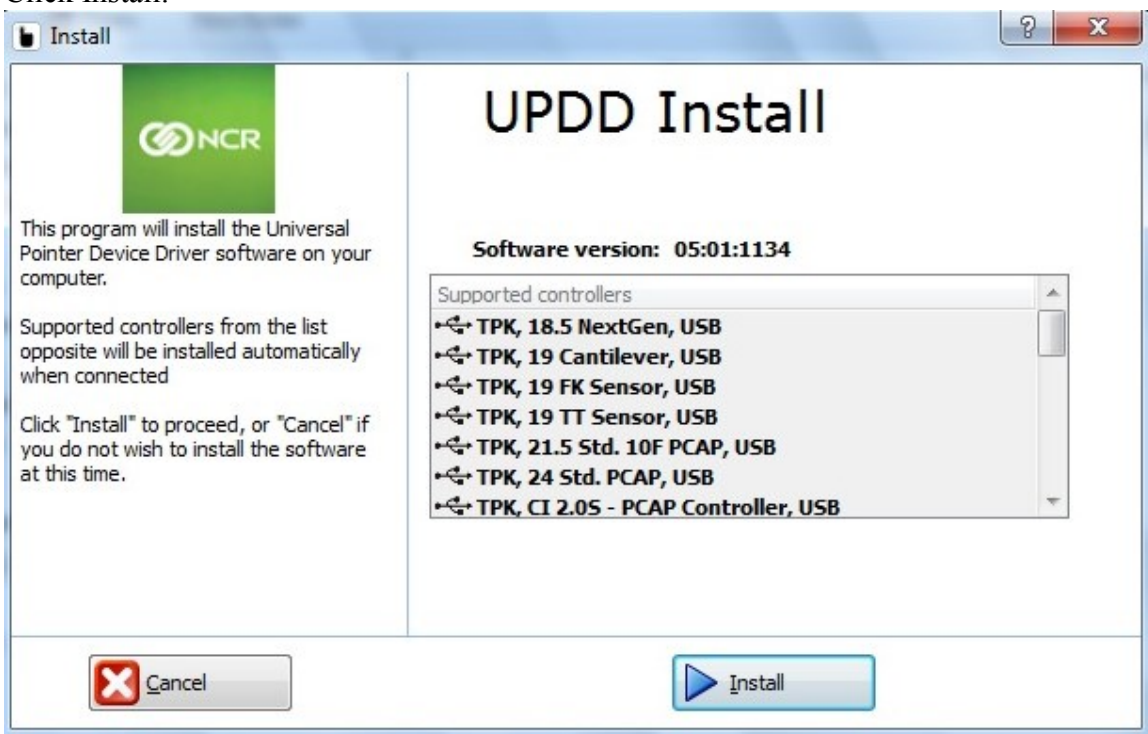 Click Install.
Install
NCR
UPDD Install
This program will install the Universal
Pointer Device Driver software on your
computer.
Supported controllers from the list
opposite will be installed automatically
when connected
Click "Install" to proceed, or "Cancel" if
you do not wish to install the software
at this time.
Software version: 05:01:1134
Supported controllers
TPK, 18.5 NextGen, USB
TPK, 19 Cantilever, USB
TPK, 19 FK Sensor, USB
TPK, 19 TT Sensor, USB
TPK, 21.5 Std. 10F PCAP, USB
TPK, 24 Std. PCAP, USB
TPK, CI 2.0S - PCAP Controller, USB
Cancel
Install